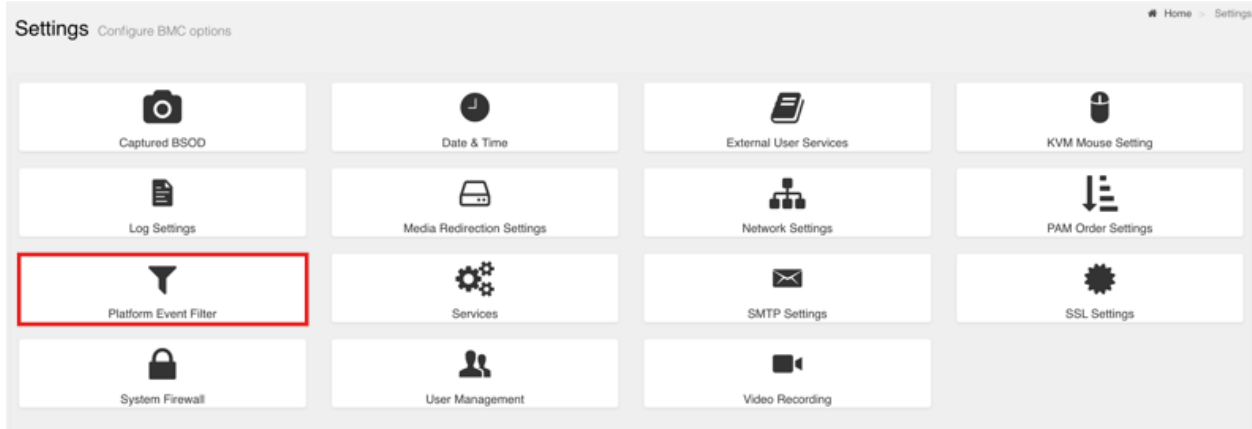 Settings Configure BMC options
Home > Settings
Captured BSOD
Date & Time
External User Services
KVM Mouse Setting
Log Settings
Media Redirection Settings
Network Settings
PAM Order Settings
Platform Event Filter
Services
SMTP Settings
SSL Settings
System Firewall
User Management
Video Recording